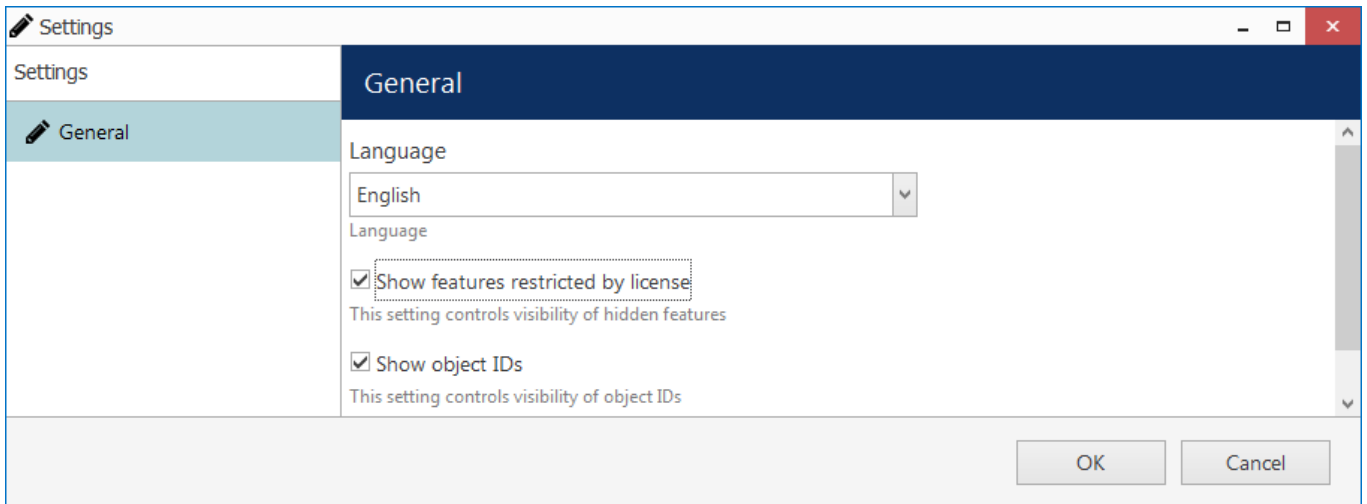 Settings
Settings
General
General
Language
English
Language
Show features restricted by license
This setting controls visibility of hidden features
Show object IDs
This setting controls visibility of object IDs
OK
Cancel